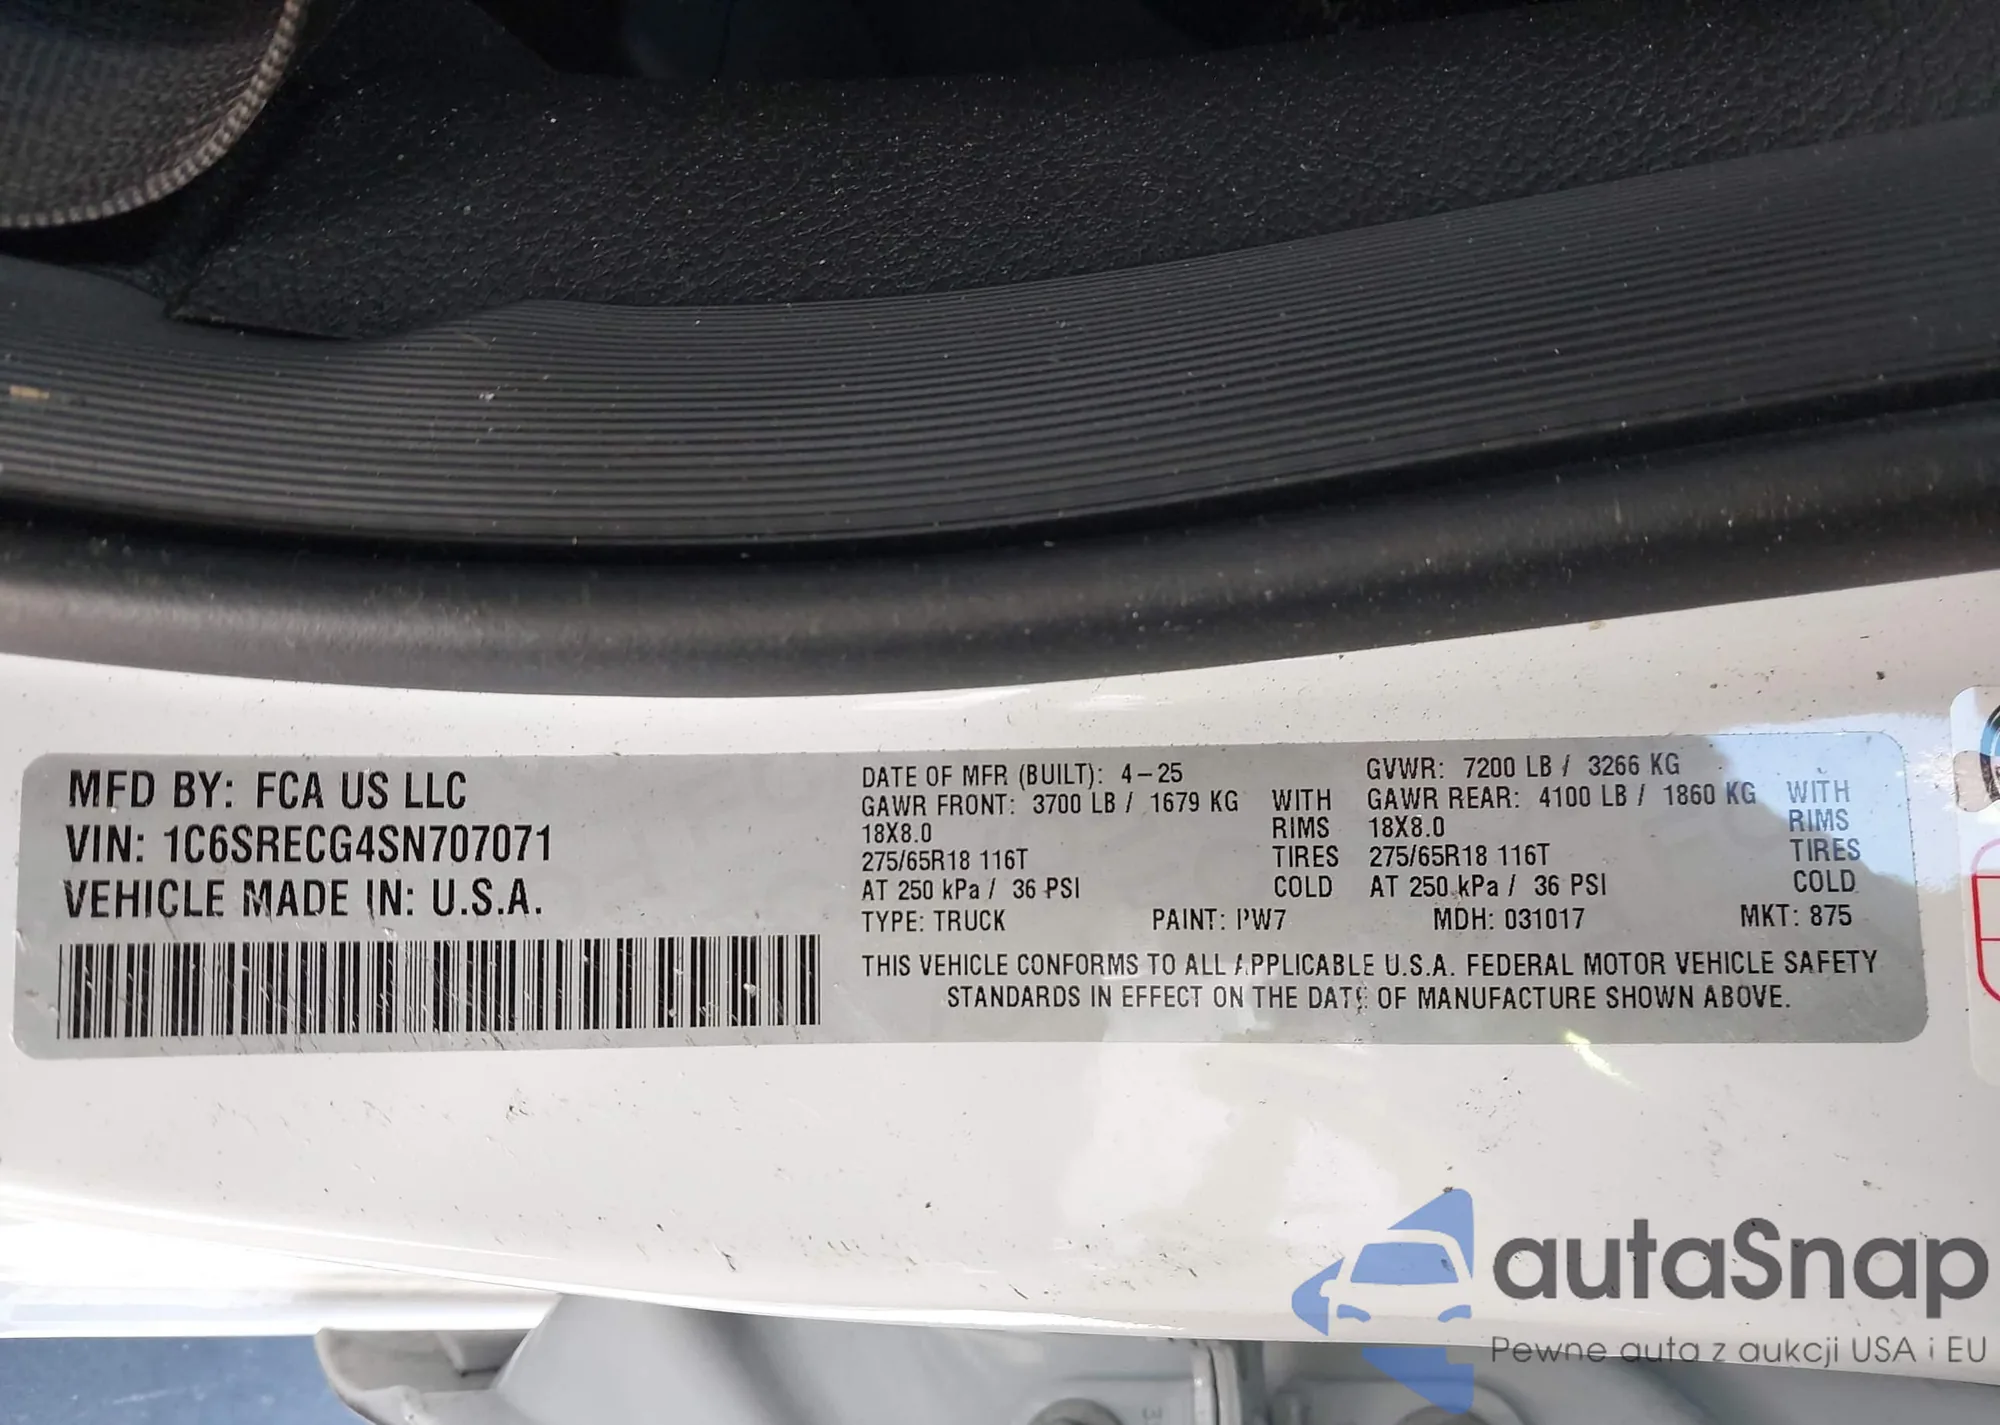 MFD BY: FCA US LLC
VIN: 1C6SRECG4SN707071
VEHICLE MADE IN: U.S.A.
DATE OF MFR (BUILT): 4-25 GVWR: 7200 LB / 3266 KG
GAWR FRONT: 3700 LB / 1679 KG WITH GAWR REAR: 4100 LB / 1860 KG WITH
18X8.0 RIMS 18X8.0 RIMS
275/65R18 116T TIRES 275/65R18 116T TIRES
AT 250 kPa / 36 PSI COLD AT 250 kPa / 36 PSI COLD
TYPE: TRUCK PAINT: PW7 MDH: 031017 MKT: 875
THIS VEHICLE CONFORMS TO ALL APPLICABLE U.S.A. FEDERAL MOTOR VEHICLE SAFETY
STANDARDS IN EFFECT ON THE DATE OF MANUFACTURE SHOWN ABOVE.
autaSnap
Pewne auta z aukcji USA i EU